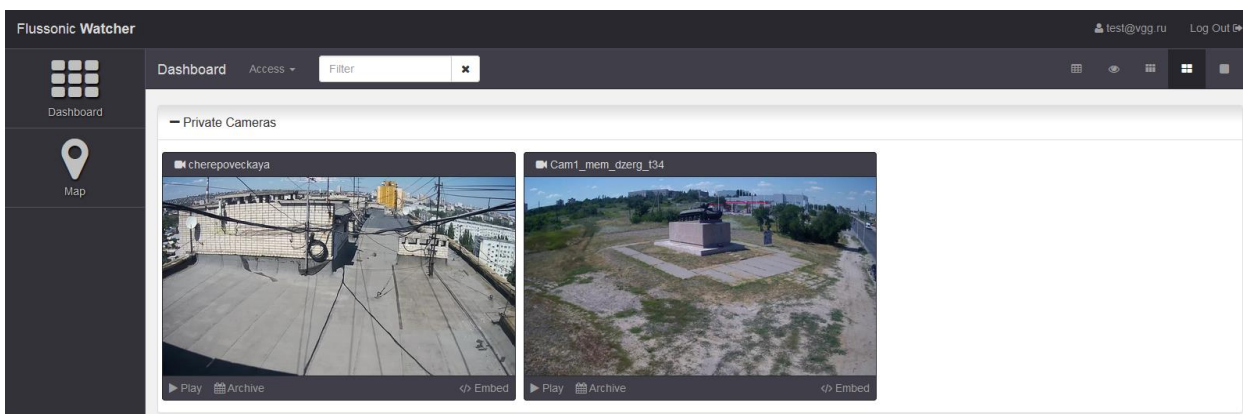 Flussonic Watcher
test@vgg.ru Log Out
Dashboard
Map
Dashboard Access Filter
Private Cameras
cherepoveckaya
Cam1_mem_dzerg_t34
Play Archive </> Embed
Play Archive </> Embed